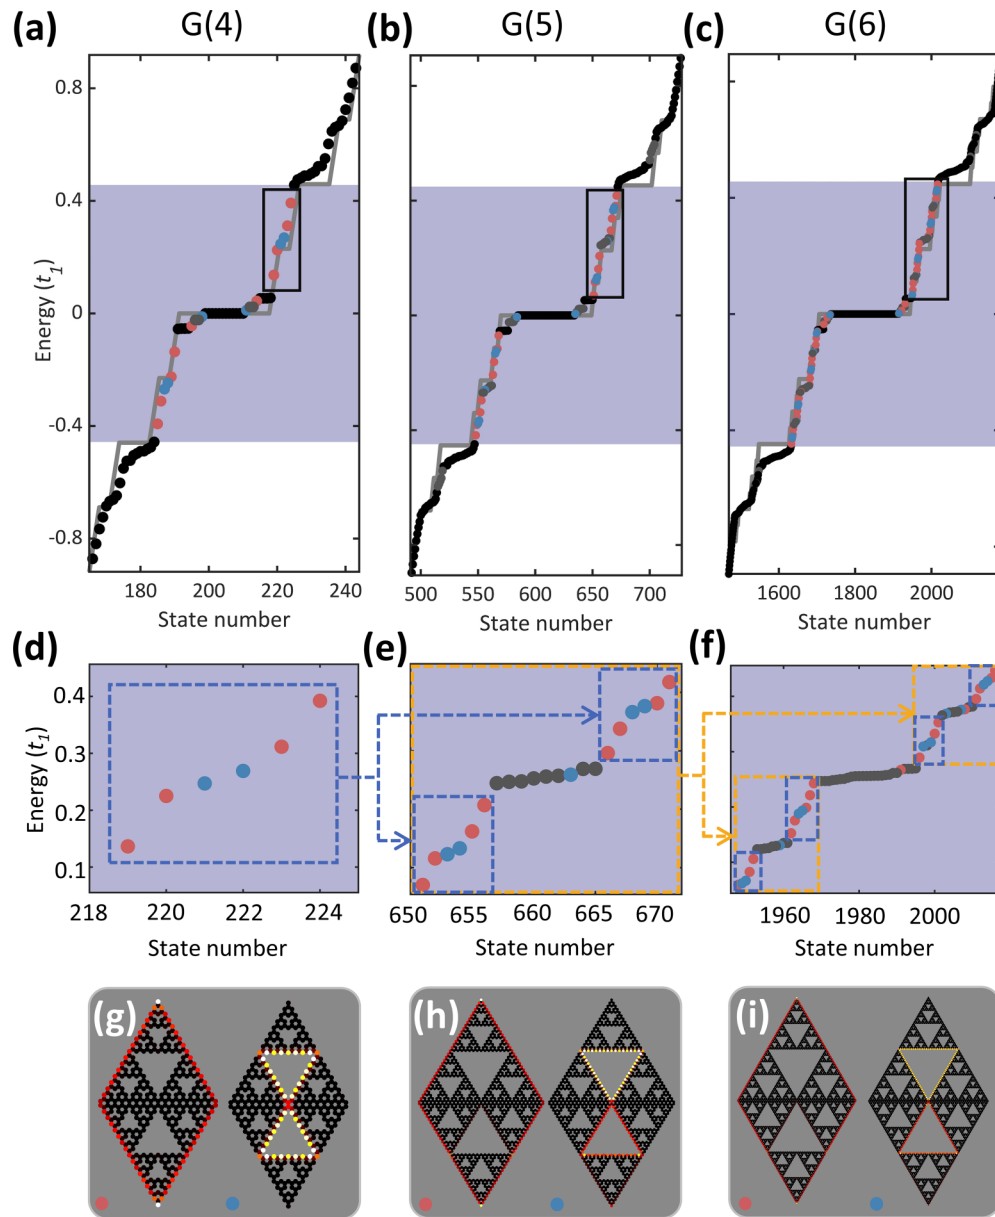 (a) G(4) (b) G(5) (c) G(6)
0.8
0.4
0
-0.4
-0.8
Energy (t_1)
180 200 220 240
500 550 600 650 700
1600 1800 2000
State number State number State number
(d) (e) (f)
0.4
0.3
0.2
0.1
Energy (t_1)
218 220 222 224
650 655 660 665 670
1960 1980 2000
State number State number State number
(g) (h) (i)